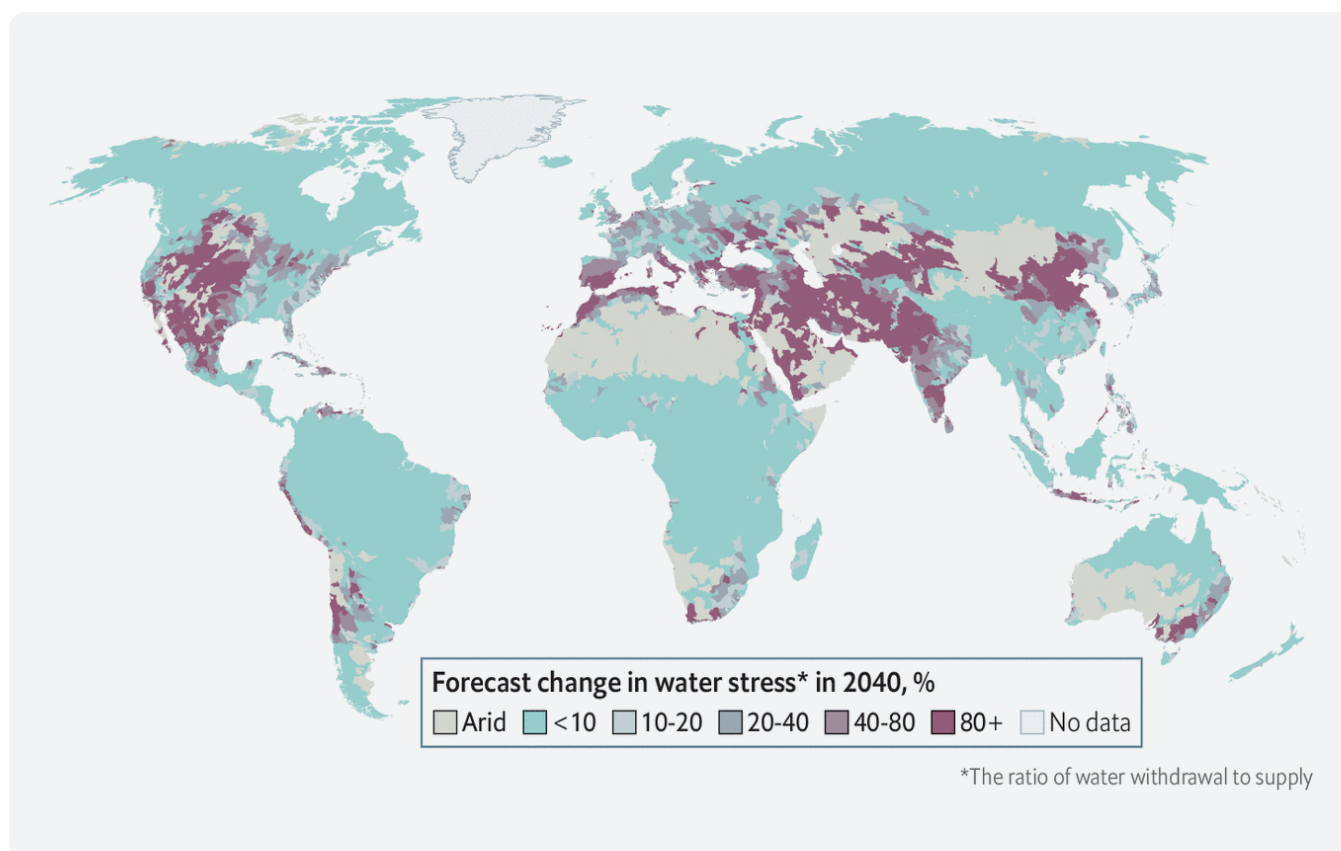 Forecast change in water stress* in 2040, %
Arid <10 10-20 20-40 40-80 80+ No data
*The ratio of water withdrawal to supply